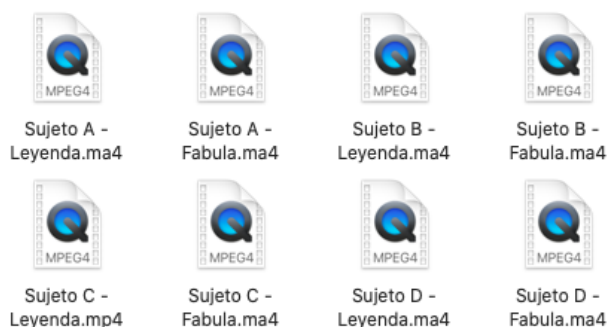 MPEG4 MPEG4 MPEG4 MPEG4
Sujeto A - Sujeto A - Sujeto B - Sujeto B -
Leyenda.ma4 Fabula.ma4 Leyenda.ma4 Fabula.ma4
MPEG4 MPEG4 MPEG4 MPEG4
Sujeto C - Sujeto C - Sujeto D - Sujeto D -
Leyenda.mp4 Fabula.ma4 Leyenda.ma4 Fabula.ma4